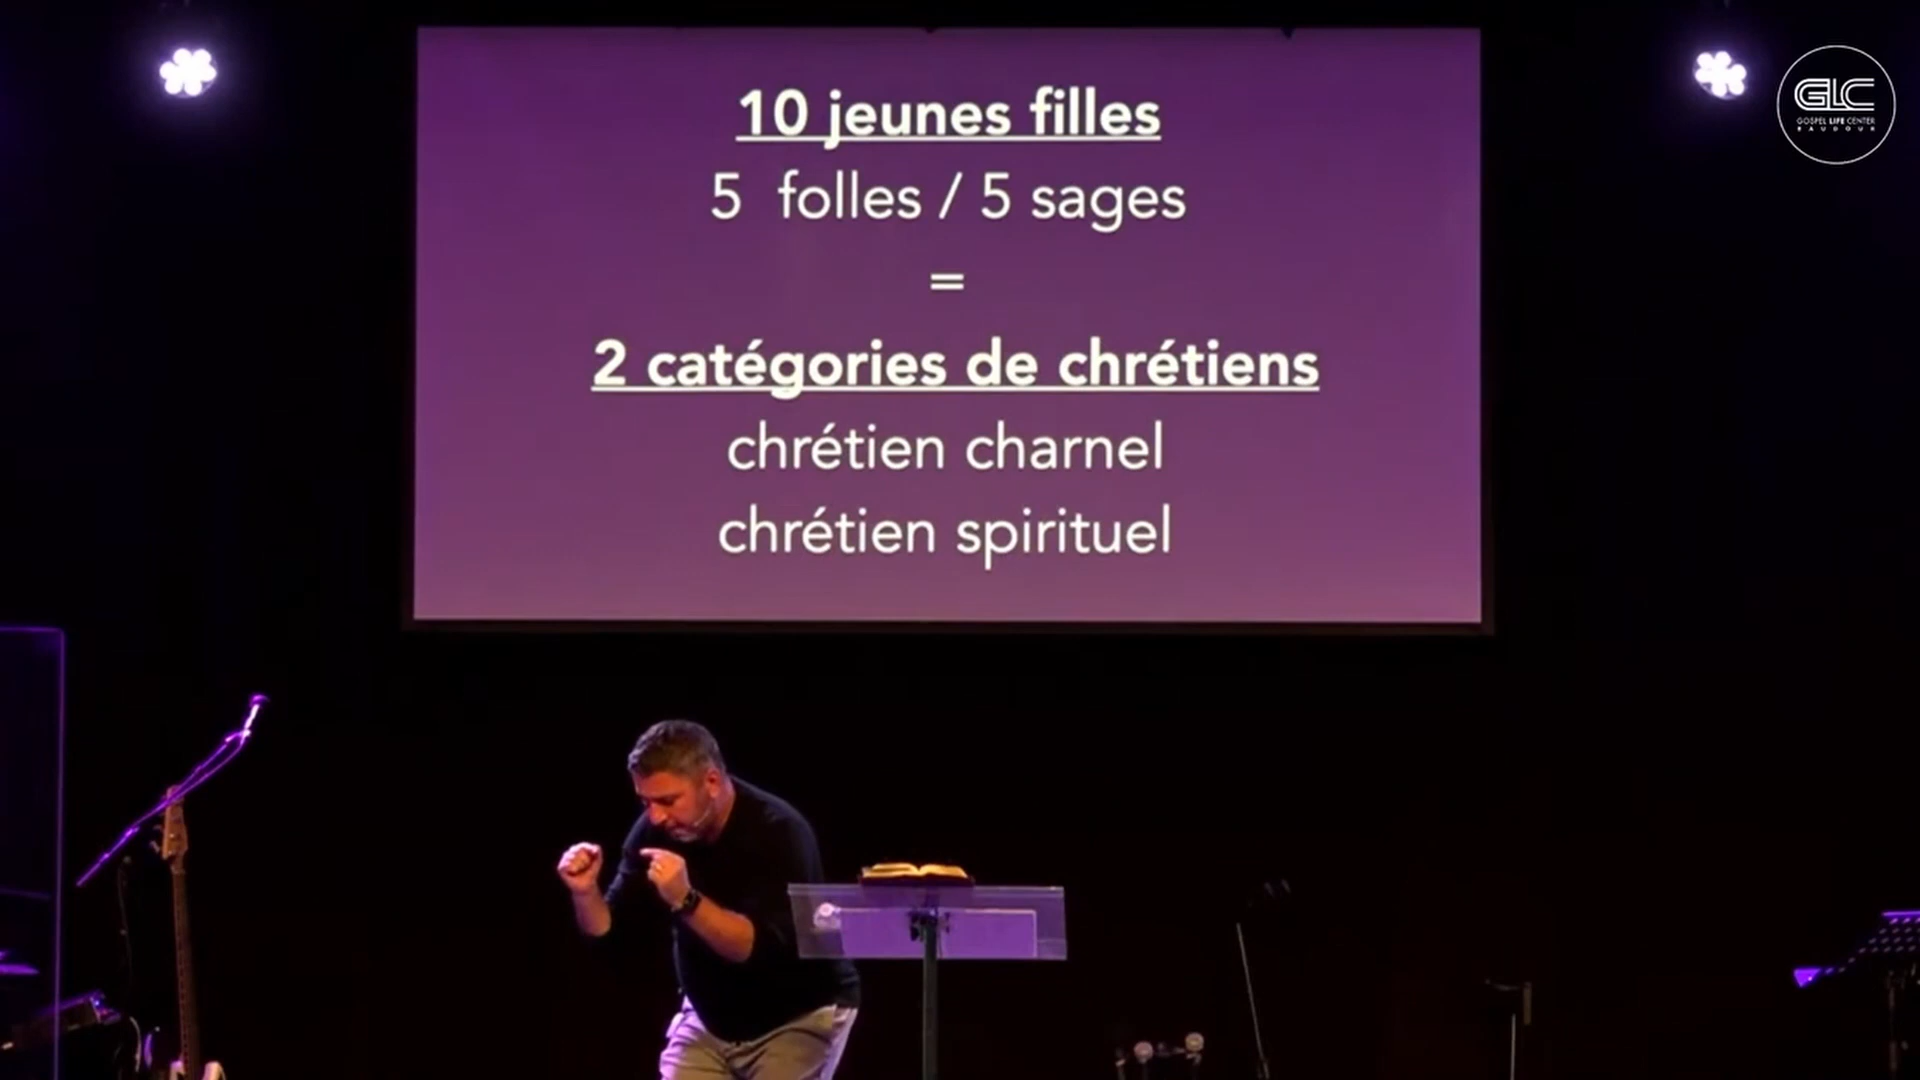 10 jeunes filles
5 folles / 5 sages
=
2 catégories de chrétiens
chrétien charnel
chrétien spirituel
GLC
GOSPEL LIFE CENTER
BAUDOUR